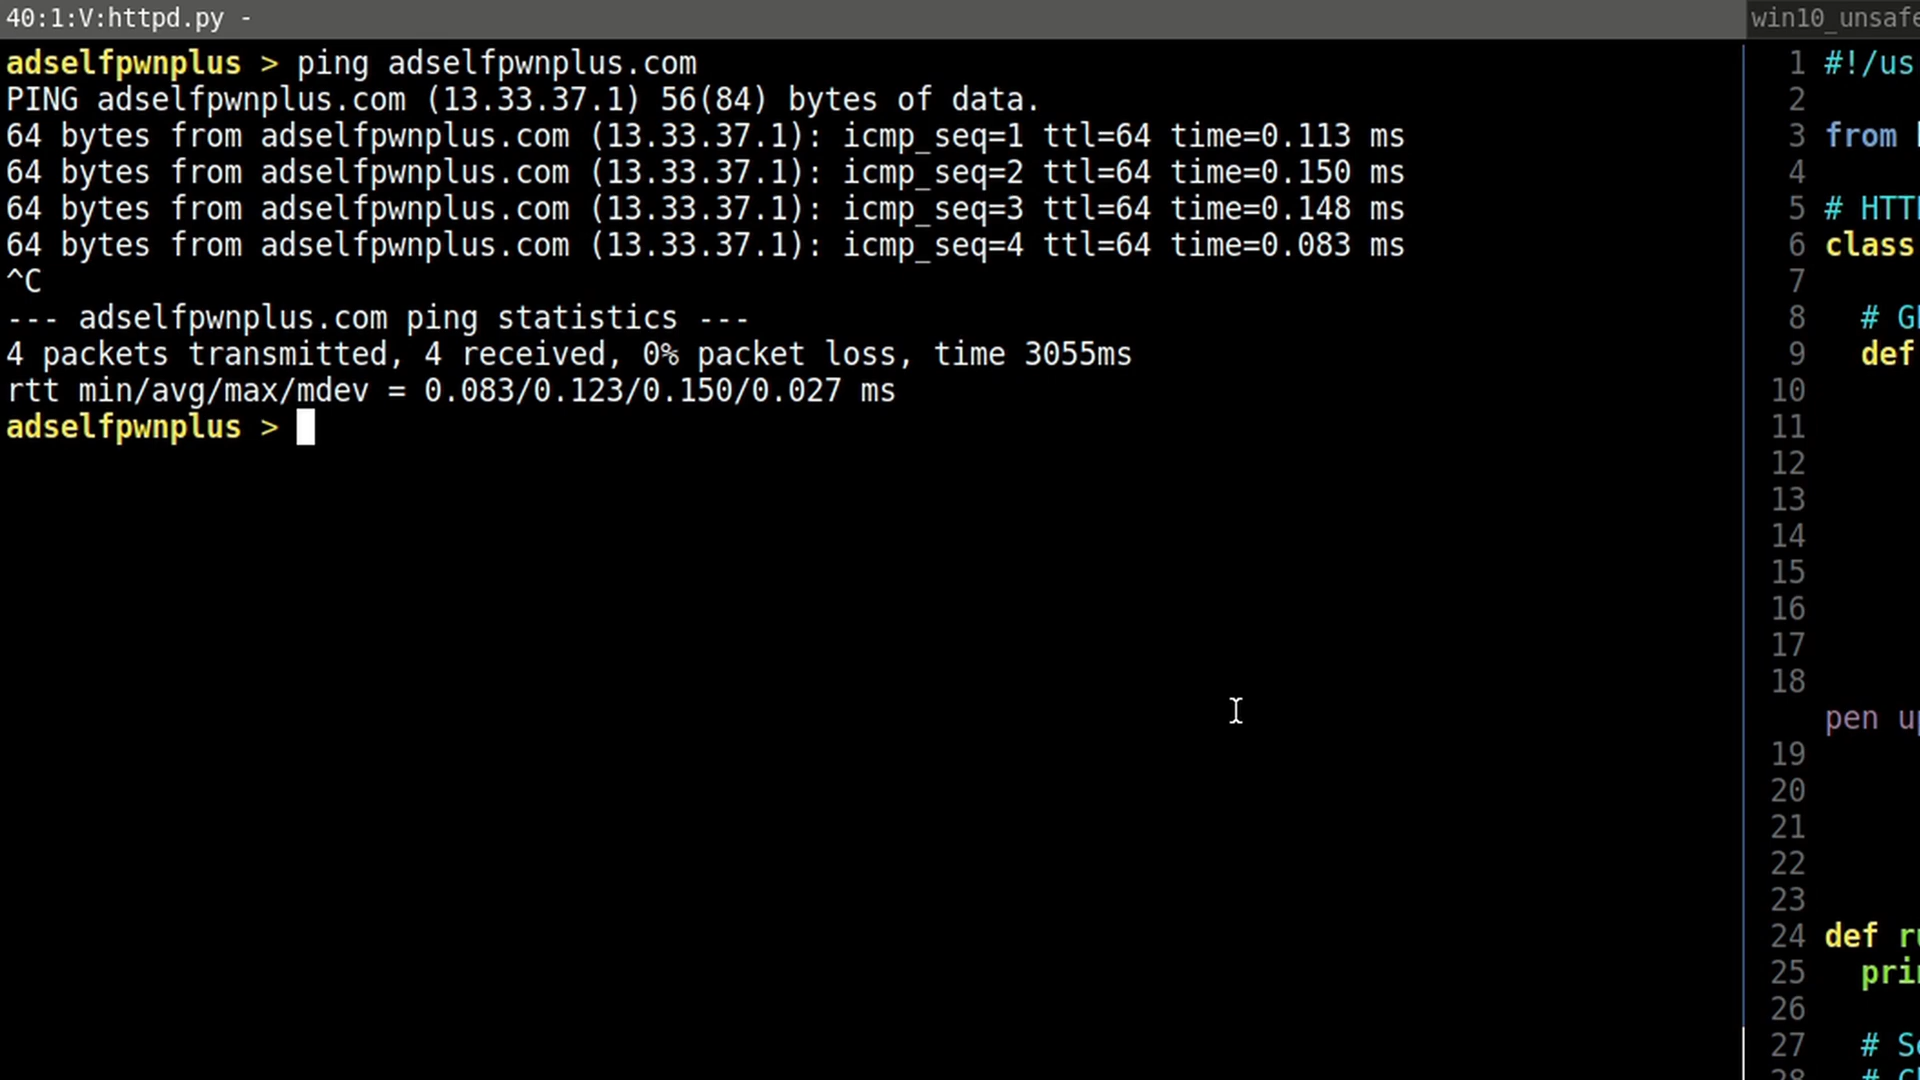 40:1:V:httpd.py -
adselfpwnplus > ping adselfpwnplus.com
PING adselfpwnplus.com (13.33.37.1) 56(84) bytes of data.
64 bytes from adselfpwnplus.com (13.33.37.1): icmp_seq=1 ttl=64 time=0.113 ms
64 bytes from adselfpwnplus.com (13.33.37.1): icmp_seq=2 ttl=64 time=0.150 ms
64 bytes from adselfpwnplus.com (13.33.37.1): icmp_seq=3 ttl=64 time=0.148 ms
64 bytes from adselfpwnplus.com (13.33.37.1): icmp_seq=4 ttl=64 time=0.083 ms
^C
--- adselfpwnplus.com ping statistics ---
4 packets transmitted, 4 received, 0% packet loss, time 3055ms
rtt min/avg/max/mdev = 0.083/0.123/0.150/0.027 ms
adselfpwnplus >
win10_unsafe
1 #!/us
2
3 from
4
5 # HTT
6 class
7
8 # G
9 def
10
11
12
13
14
15
16
17
18
pen u
19
20
21
22
23
24 def r
25 pri
26
27 # Se
28 #